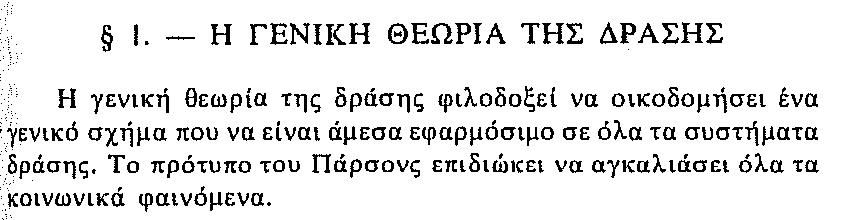 § 1. — Η ΓΕΝΙΚΗ ΘΕΩΡΙΑ ΤΗΣ ΔΡΑΣΗΣ
Η γενική θεωρία της δράσης φιλοδοξεί να οικοδομήσει ένα
γενικό σχήμα που να είναι άμεσα εφαρμόσιμο σε όλα τα συστήματα
δράσης. Το πρότυπο του Πάρσονς επιδιώκει να αγκαλιάσει όλα τα
κοινωνικά φαινόμενα.